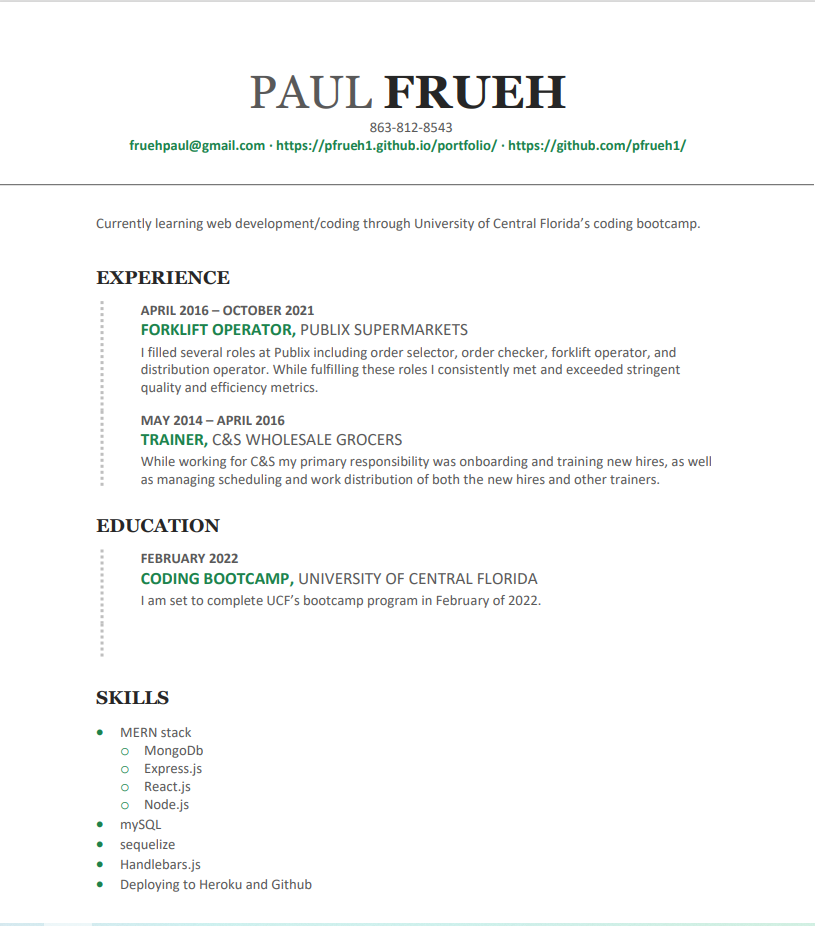 PAUL FRUEH
863-812-8543
fruehpaul@gmail.com · https://pfrueh1.github.io/portfolio/ · https://github.com/pfrueh1/
Currently learning web development/coding through University of Central Florida’s coding bootcamp.
EXPERIENCE
APRIL 2016 – OCTOBER 2021
FORKLIFT OPERATOR, PUBLIX SUPERMARKETS
I filled several roles at Publix including order selector, order checker, forklift operator, and
distribution operator. While fulfilling these roles I consistently met and exceeded stringent
quality and efficiency metrics.
MAY 2014 – APRIL 2016
TRAINER, C&S WHOLESALE GROCERS
While working for C&S my primary responsibility was onboarding and training new hires, as well
as managing scheduling and work distribution of both the new hires and other trainers.
EDUCATION
FEBRUARY 2022
CODING BOOTCAMP, UNIVERSITY OF CENTRAL FLORIDA
I am set to complete UCF’s bootcamp program in February of 2022.
SKILLS
• MERN stack
o MongoDb
o Express.js
o React.js
o Node.js
• mySQL
• sequelize
• Handlebars.js
• Deploying to Heroku and Github